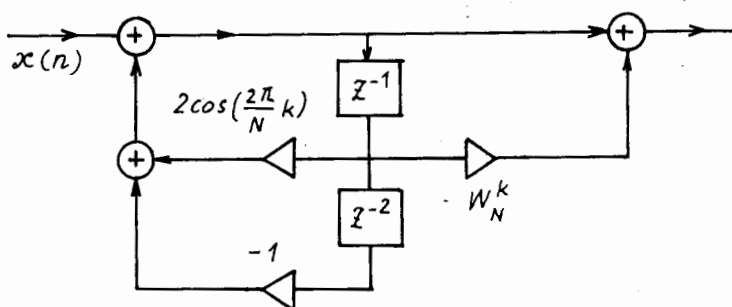 x(n)
z⁻¹
2cos(2π/N k)
W_N^k
z⁻²
-1